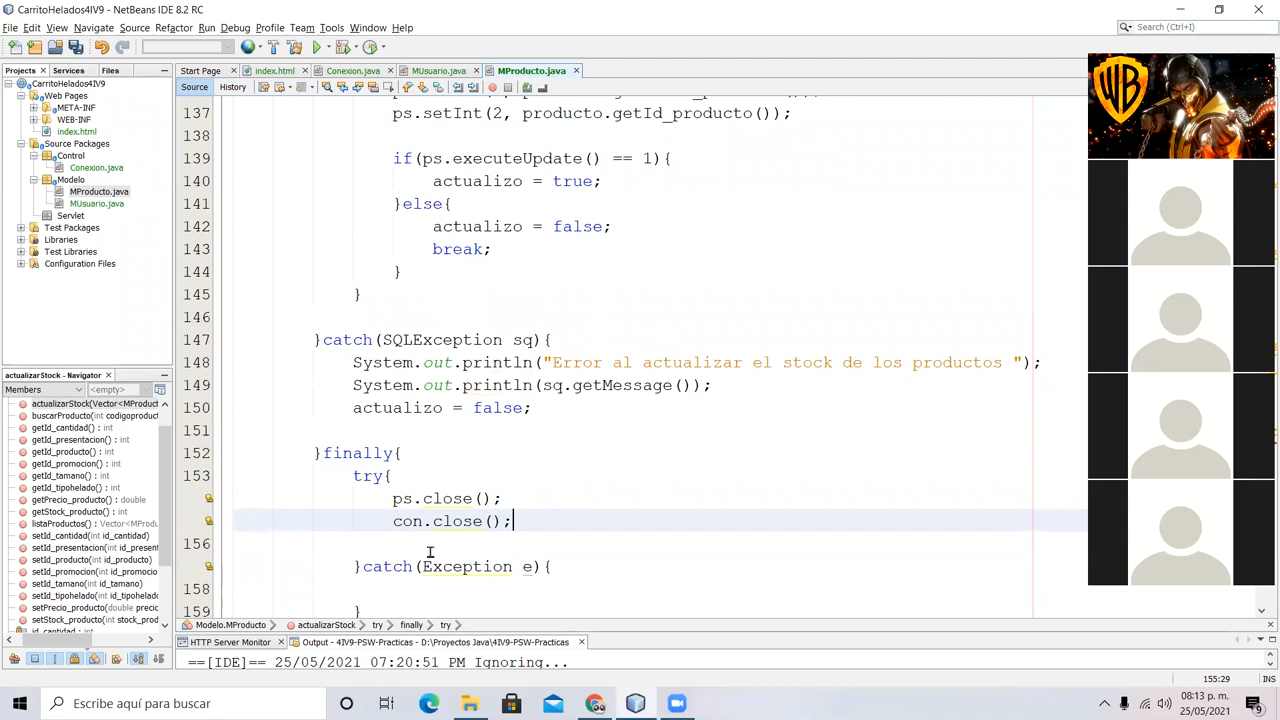 CarritoHelados4IV9 - NetBeans IDE 8.2 RC
File Edit View Navigate Source Refactor Run Debug Profile Team Tools Window Help
Search (Ctrl+I)
Projects Services Files
Start Page index.html Conexion.java MUsuario.java MProducto.java
Source History
CarritoHelados4IV9
Web Pages
META-INF
WEB-INF
index.html
Source Packages
Control
Conexion.java
Modelo
MProducto.java
MUsuario.java
Servlet
Test Packages
Libraries
Test Libraries
Configuration Files
137 ps.setInt(2, producto.getId_producto());
138
139 if(ps.executeUpdate() == 1){
140 actualizo = true;
141 }else{
142 actualizo = false;
143 break;
144 }
145 }
146
147 }catch(SQLException sq){
148 System.out.println("Error al actualizar el stock de los productos ");
149 System.out.println(sq.getMessage());
150 actualizo = false;
151
152 }finally{
153 try{
ps.close();
con.close();
156
}catch(Exception e){
158
159 }
actualizarStock - Navigator
Members <empty>
actualizarStock(Vector<MProduct
buscarProducto(int codigoproduct
getId_cantidad() : int
getId_presentacion() : int
getId_producto() : int
getId_promocion() : int
getId_tamano() : int
getId_tipohelado() : int
getPrecio_producto() : double
getStock_producto() : int
listaProductos() : Vector<MProd
setId_cantidad(int id_cantidad)
setId_presentacion(int id_present
setId_producto(int id_producto)
setId_promocion(int id_promocio
setId_tamano(int id_tamano)
setId_tipohelado(int id_tipohelado
setPrecio_producto(double precio
setStock_producto(int stock_prod
id_cantidad : int
Modelo.MProducto actualizarStock try finally try
HTTP Server Monitor Output - 4IV9-PSW-Practicas - D:\Proyectos Java\4IV9-PSW-Practicas
==[IDE]== 25/05/2021 07:20:51 PM Ignoring...
155:29 INS
Escribe aquí para buscar
08:13 p. m.
25/05/2021
9
WB